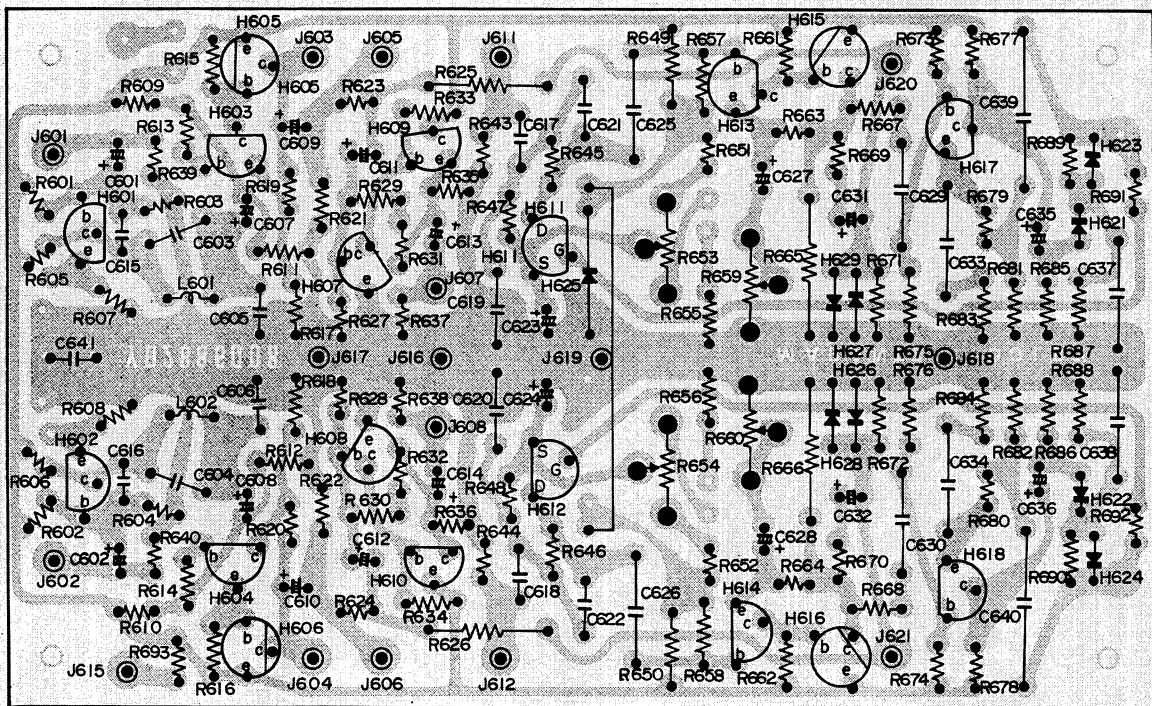 H605 J603 J605 J611 R649 R657 R661 H615 R673 R677
R615 e c b H605 R609 R623 R625 b e c H613 e b c J620
H603 R633 C639
R613 c b e C609 H609 c b e R643 C617 C621 C625 R663 R667 b c e H617 R699 H623
J601 C601 R639 C611 R645 R651 R669
R601 H601 R603 R619 R629 R635 C627 C629 R691
b c e C607 R621 R647 H611 C631 R679 C635 H621
C615 C603 D G S C613 R653 R659 R665 H629 R671 C633 R681 R685 C637
R605 R611 b c e R631 H611
L601 H607 J607 H625
R607 C605 R617 R627 R637 C619 C623 R655 R683
C641 J617 J616 J619 H627 R675 J618 R687
R618 R628 R638 C620 C624 R656 H626 R676 R688
R608 L602 C606 R684
H602 H608 e b c J608 R660
C616 R612 R632 S G D R654 R666 H628 R672 C634 R682 R686 C638
e c b C604 C608 R622 C614 R648 H612
R606 R604 R630 R636 C632 R680 C636 H622
R602 R640 R620 C612 R644 R646 C628 C630 R692
C602 b c e b c e R652 R670 H618
J602 R614 H604 C610 H610 C618 C626 H614 R664 e c b R690 H624
R610 R624 R634 C622 e c b H616 R668 C640
R693 H606 e c b R626 c b e J621
J615 R616 J604 J606 J612 R650 R658 R662 R674 R678